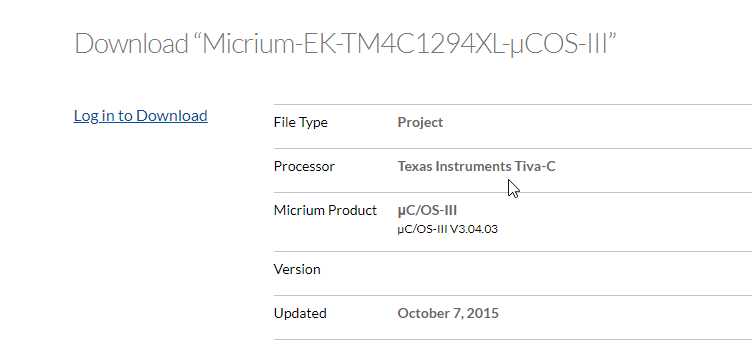 Download “Micrium-EK-TM4C1294XL-µCOS-III”
Log in to Download
File Type Project
Processor Texas Instruments Tiva-C
Micrium Product µC/OS-III
µC/OS-III V3.04.03
Version
Updated October 7, 2015